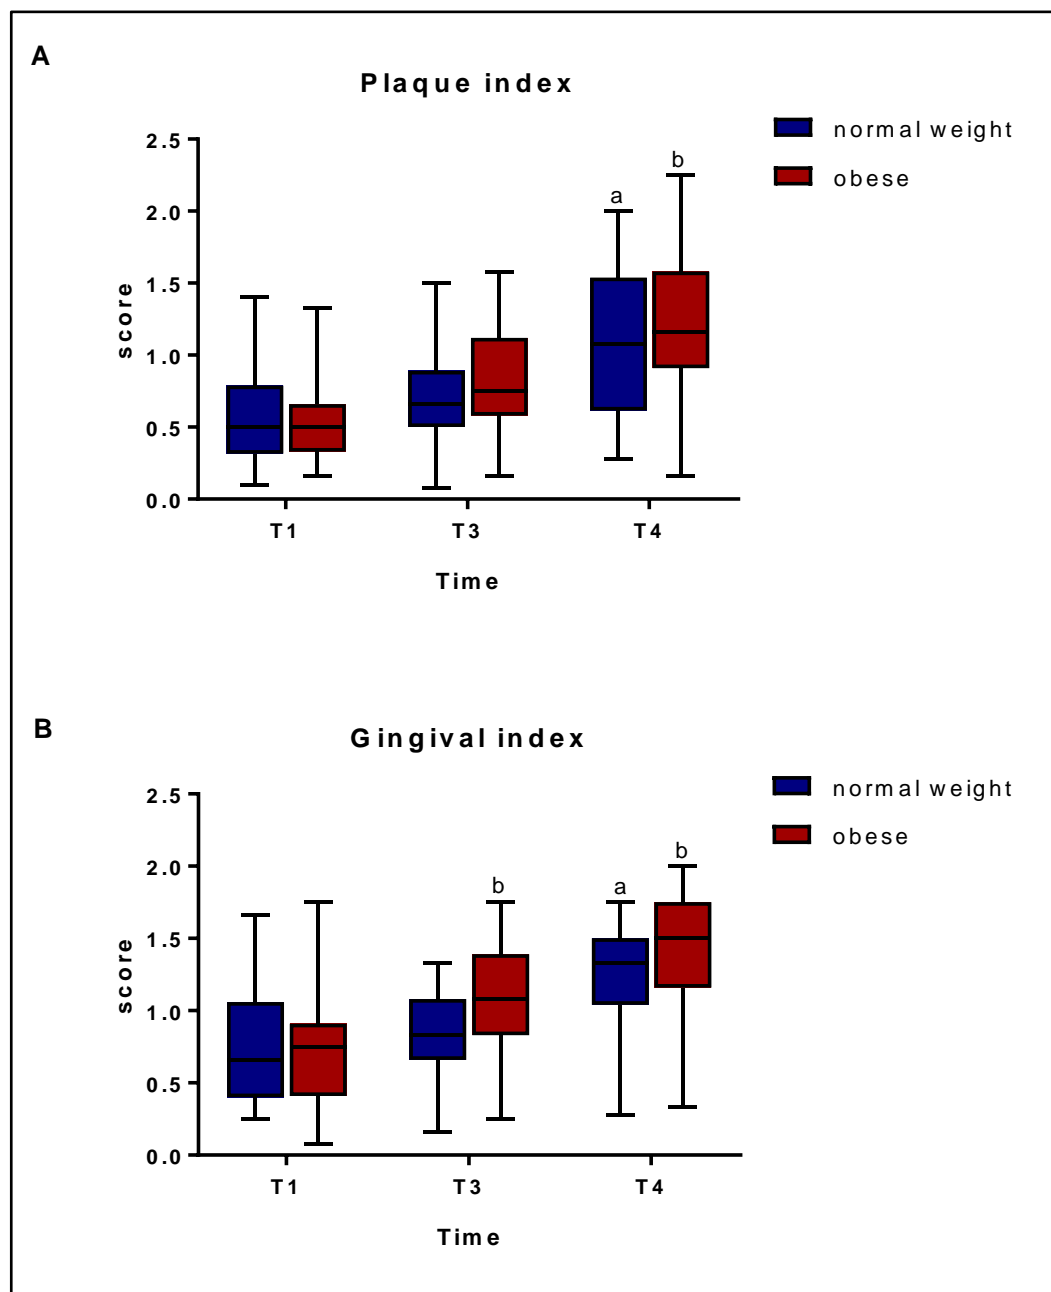 A
Plaque index
normal weight
obese
2.5
2.0
1.5
1.0
0.5
0.0
score
a
b
T1 T3 T4
Time
B
Gingival index
normal weight
obese
2.5
2.0
1.5
1.0
0.5
0.0
score
b
a
b
T1 T3 T4
Time